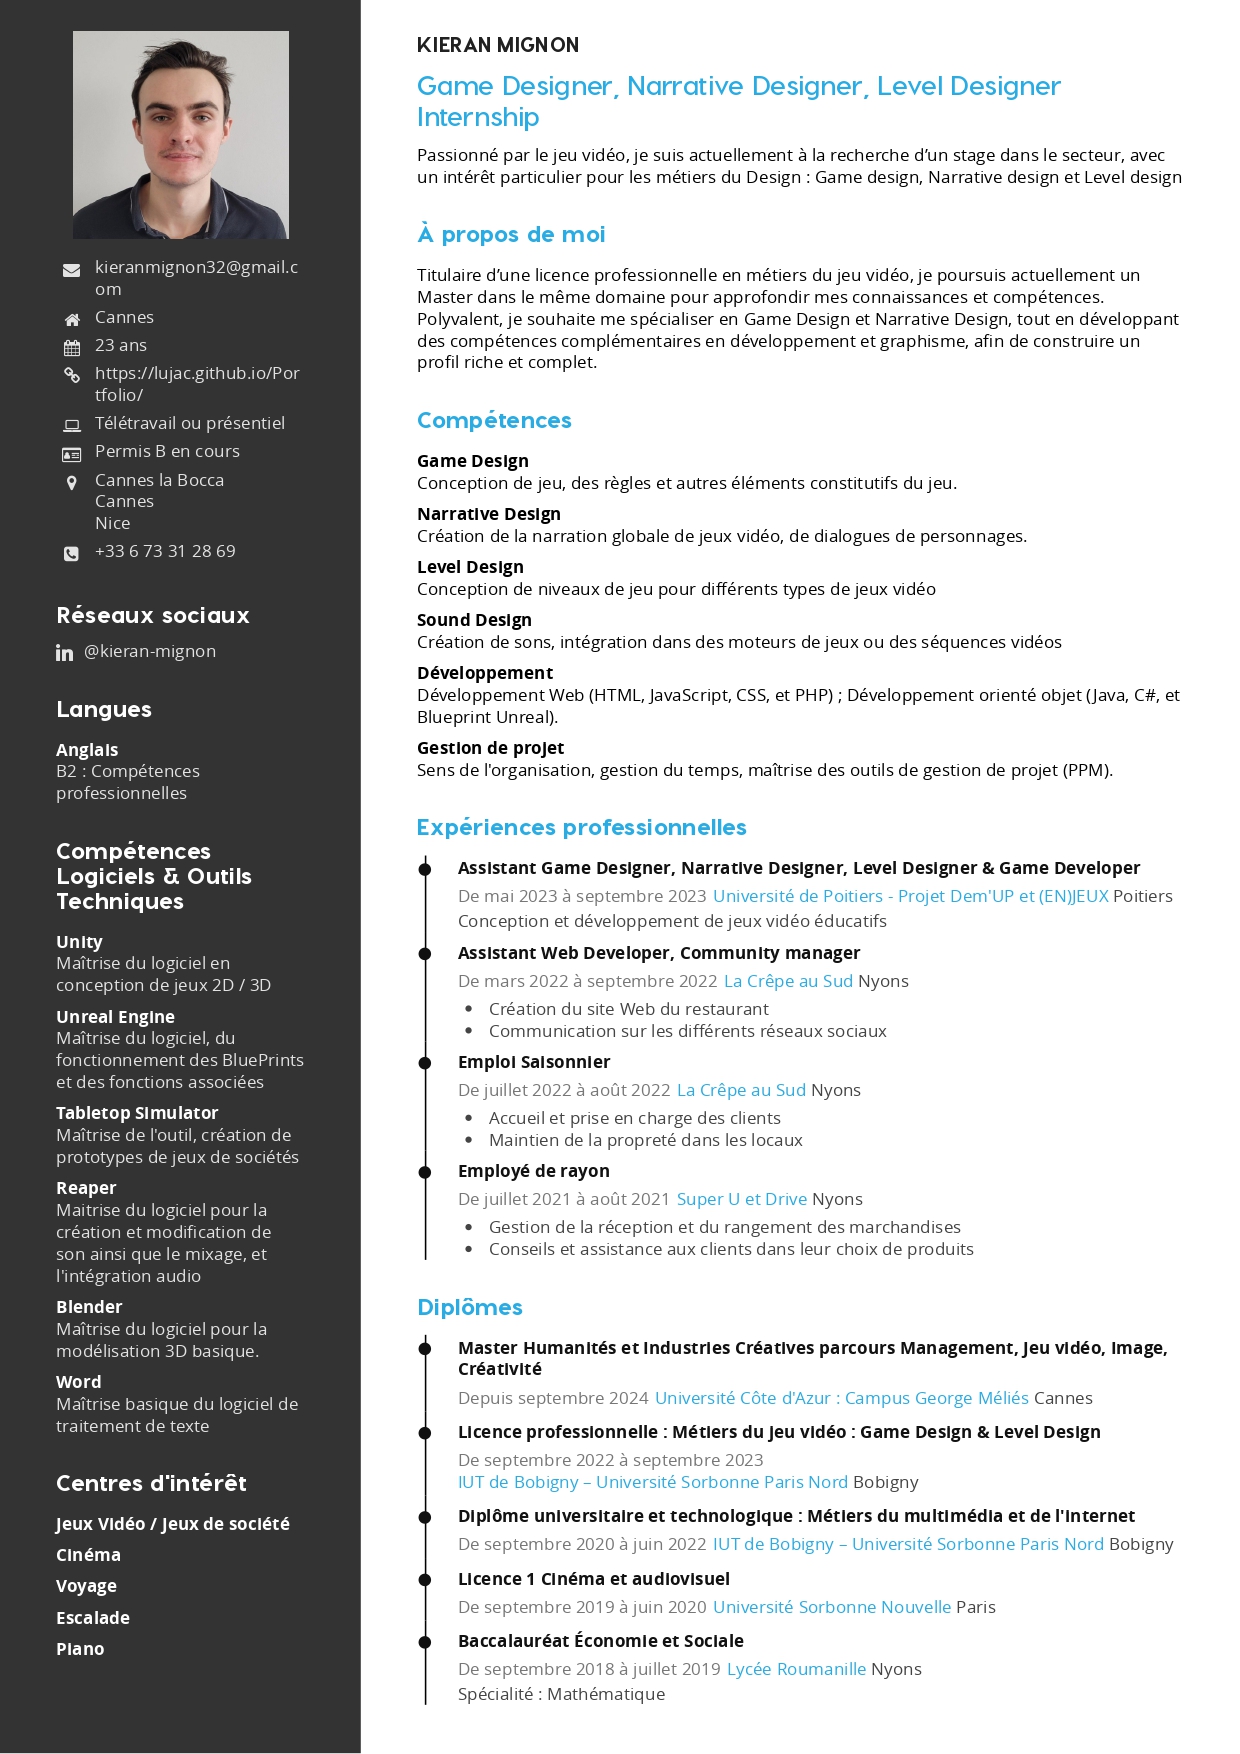 kieranmignon32@gmail.c
om
Cannes
23 ans
https://lujac.github.io/Por
tfolio/
Télétravail ou présentiel
Permis B en cours
Cannes la Bocca
Cannes
Nice
+33 6 73 31 28 69
Réseaux sociaux
@kieran-mignon
Langues
Anglais
B2 : Compétences
professionnelles
Compétences
Logiciels & Outils
Techniques
Unity
Maîtrise du logiciel en
conception de jeux 2D / 3D
Unreal Engine
Maîtrise du logiciel, du
fonctionnement des BluePrints
et des fonctions associées
Tabletop Simulator
Maîtrise de l'outil, création de
prototypes de jeux de sociétés
Reaper
Maitrise du logiciel pour la
création et modification de
son ainsi que le mixage, et
l'intégration audio
Blender
Maîtrise du logiciel pour la
modélisation 3D basique.
Word
Maîtrise basique du logiciel de
traitement de texte
Centres d'intérêt
Jeux Vidéo / Jeux de société
Cinéma
Voyage
Escalade
Piano
KIERAN MIGNON
Game Designer, Narrative Designer, Level Designer
Internship
Passionné par le jeu vidéo, je suis actuellement à la recherche d’un stage dans le secteur, avec
un intérêt particulier pour les métiers du Design : Game design, Narrative design et Level design
À propos de moi
Titulaire d’une licence professionnelle en métiers du jeu vidéo, je poursuis actuellement un
Master dans le même domaine pour approfondir mes connaissances et compétences.
Polyvalent, je souhaite me spécialiser en Game Design et Narrative Design, tout en développant
des compétences complémentaires en développement et graphisme, afin de construire un
profil riche et complet.
Compétences
Game Design
Conception de jeu, des règles et autres éléments constitutifs du jeu.
Narrative Design
Création de la narration globale de jeux vidéo, de dialogues de personnages.
Level Design
Conception de niveaux de jeu pour différents types de jeux vidéo
Sound Design
Création de sons, intégration dans des moteurs de jeux ou des séquences vidéos
Développement
Développement Web (HTML, JavaScript, CSS, et PHP) ; Développement orienté objet (Java, C#, et
Blueprint Unreal).
Gestion de projet
Sens de l'organisation, gestion du temps, maîtrise des outils de gestion de projet (PPM).
Expériences professionnelles
Assistant Game Designer, Narrative Designer, Level Designer & Game Developer
De mai 2023 à septembre 2023 Université de Poitiers - Projet Dem'UP et (EN)JEUX Poitiers
Conception et développement de jeux vidéo éducatifs
Assistant Web Developer, Community manager
De mars 2022 à septembre 2022 La Crêpe au Sud Nyons
• Création du site Web du restaurant
• Communication sur les différents réseaux sociaux
Emploi Saisonnier
De juillet 2022 à août 2022 La Crêpe au Sud Nyons
• Accueil et prise en charge des clients
• Maintien de la propreté dans les locaux
Employé de rayon
De juillet 2021 à août 2021 Super U et Drive Nyons
• Gestion de la réception et du rangement des marchandises
• Conseils et assistance aux clients dans leur choix de produits
Diplômes
Master Humanités et Industries Créatives parcours Management, Jeu vidéo, Image,
Créativité
Depuis septembre 2024 Université Côte d'Azur : Campus George Méliés Cannes
Licence professionnelle : Métiers du jeu vidéo : Game Design & Level Design
De septembre 2022 à septembre 2023
IUT de Bobigny – Université Sorbonne Paris Nord Bobigny
Diplôme universitaire et technologique : Métiers du multimédia et de l'internet
De septembre 2020 à juin 2022 IUT de Bobigny – Université Sorbonne Paris Nord Bobigny
Licence 1 Cinéma et audiovisuel
De septembre 2019 à juin 2020 Université Sorbonne Nouvelle Paris
Baccalauréat Économie et Sociale
De septembre 2018 à juillet 2019 Lycée Roumanille Nyons
Spécialité : Mathématique